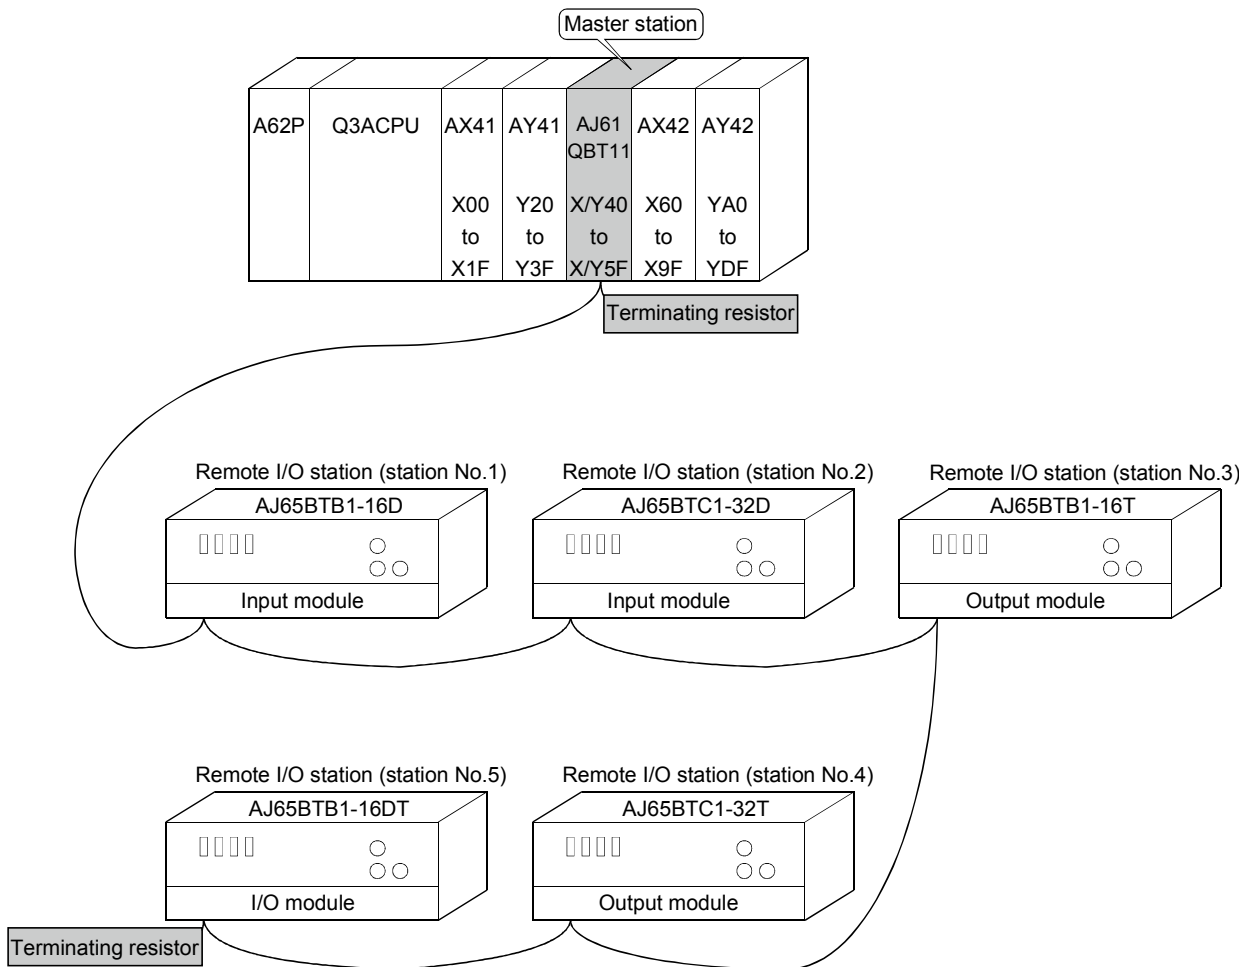 Master station
A62P Q3ACPU AX41 AY41 AJ61 AX42 AY42
QBT11
X00 Y20 X/Y40 X60 YA0
to to to to to
X1F Y3F X/Y5F X9F YDF
Terminating resistor
Remote I/O station (station No.1) Remote I/O station (station No.2) Remote I/O station (station No.3)
AJ65BTB1-16D AJ65BTC1-32D AJ65BTB1-16T
Input module Input module Output module
Remote I/O station (station No.5) Remote I/O station (station No.4)
AJ65BTB1-16DT AJ65BTC1-32T
I/O module Output module
Terminating resistor